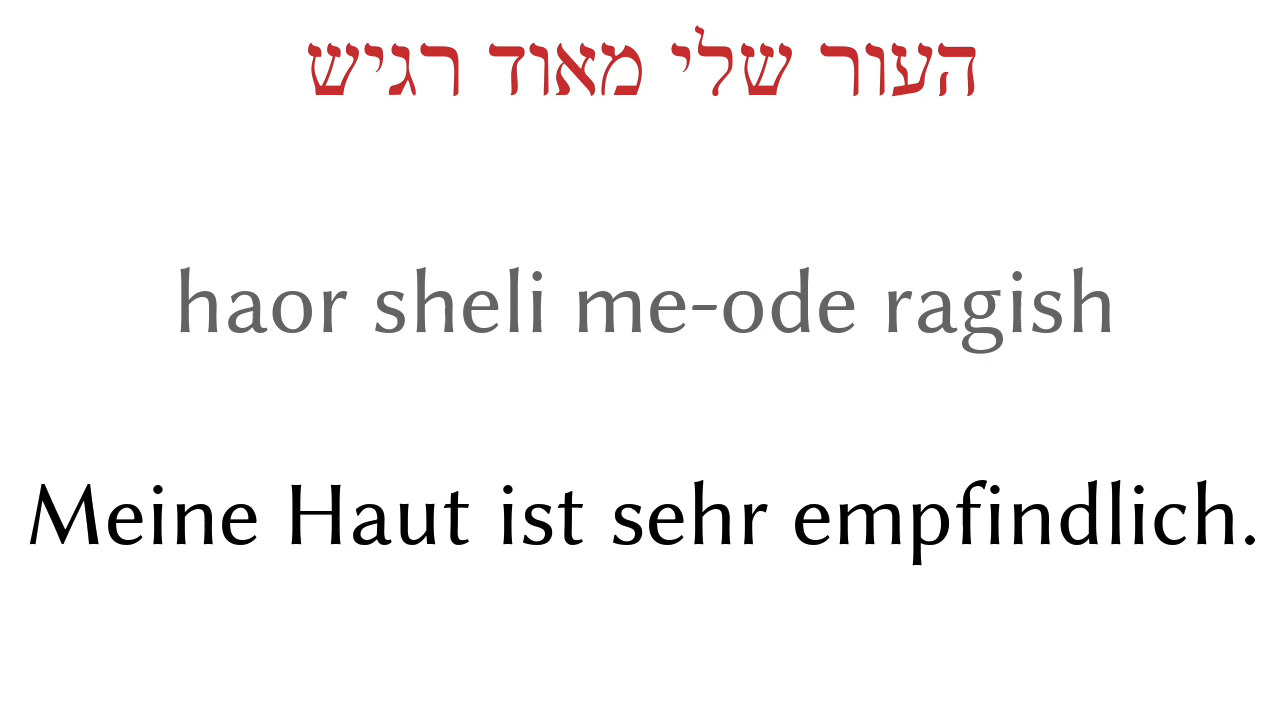 העור שלי מאוד רגיש
haor sheli me-ode ragish
Meine Haut ist sehr empfindlich.